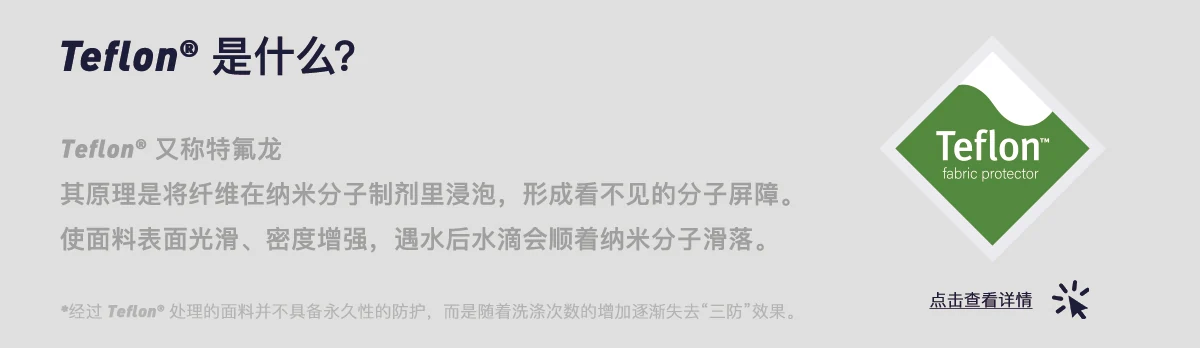 Teflon® 是什么?
Teflon® 又称特氟龙
其原理是将纤维在纳米分子制剂里浸泡，形成看不见的分子屏障。
使面料表面光滑、密度增强，遇水后水滴会顺着纳米分子滑落。
*经过 Teflon® 处理的面料并不具备永久性的防护，而是随着洗涤次数的增加逐渐失去“三防”效果。
Teflon™
fabric protector
点击查看详情